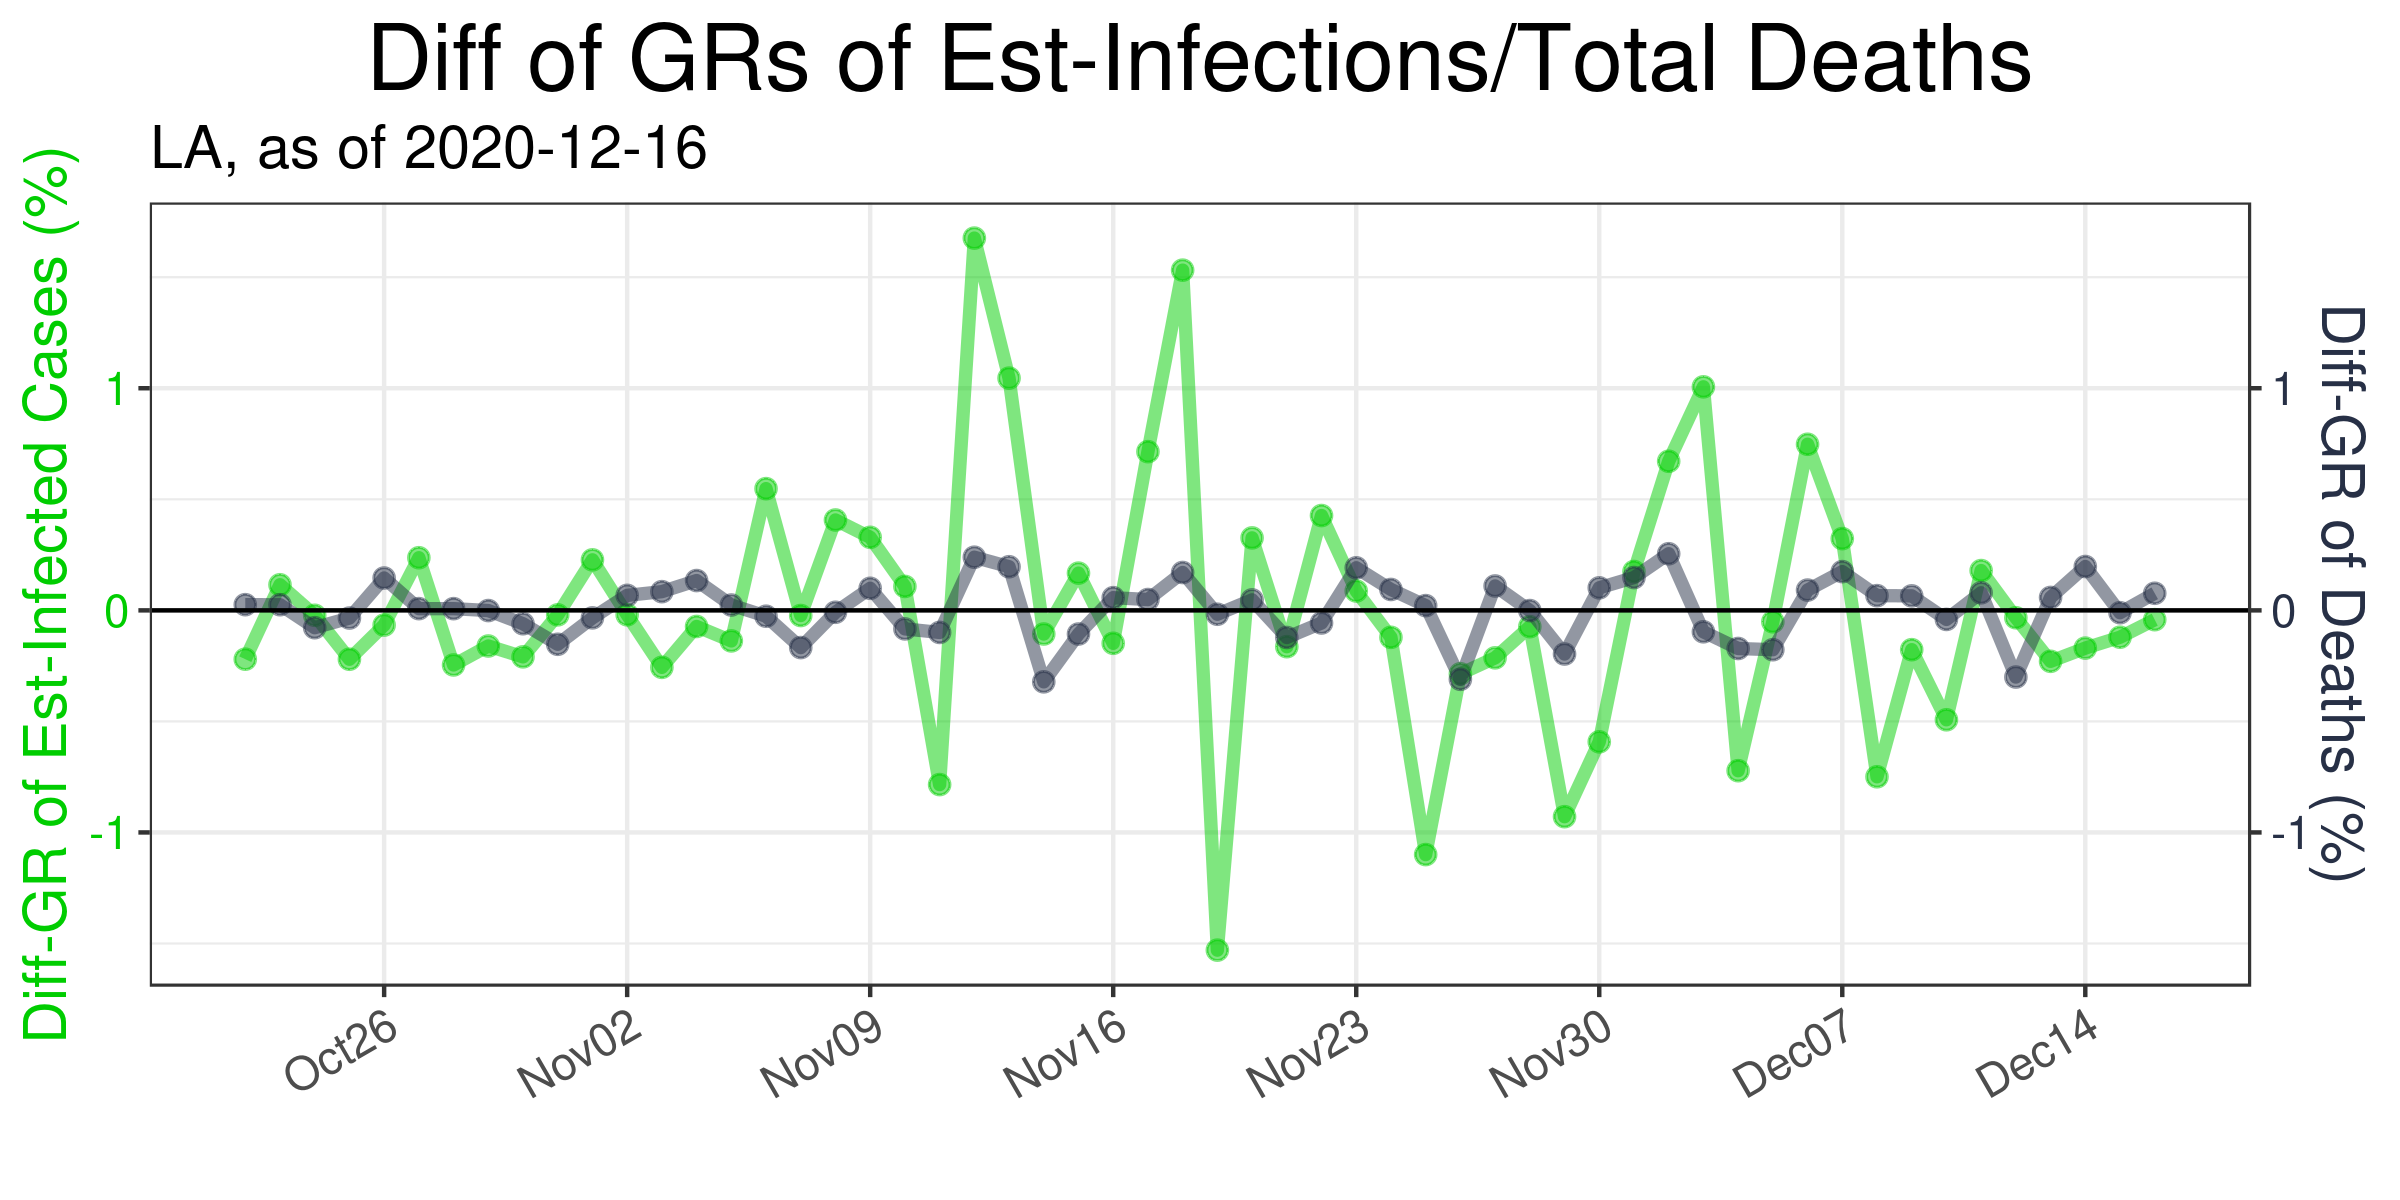 Diff of GRs of Est-Infections/Total Deaths
LA, as of 2020-12-16
Diff-GR of Est-Infected Cases (%)
1
0
-1
1
0
-1
Diff-GR of Deaths (%)
Oct26
Nov02
Nov09
Nov16
Nov23
Nov30
Dec07
Dec14